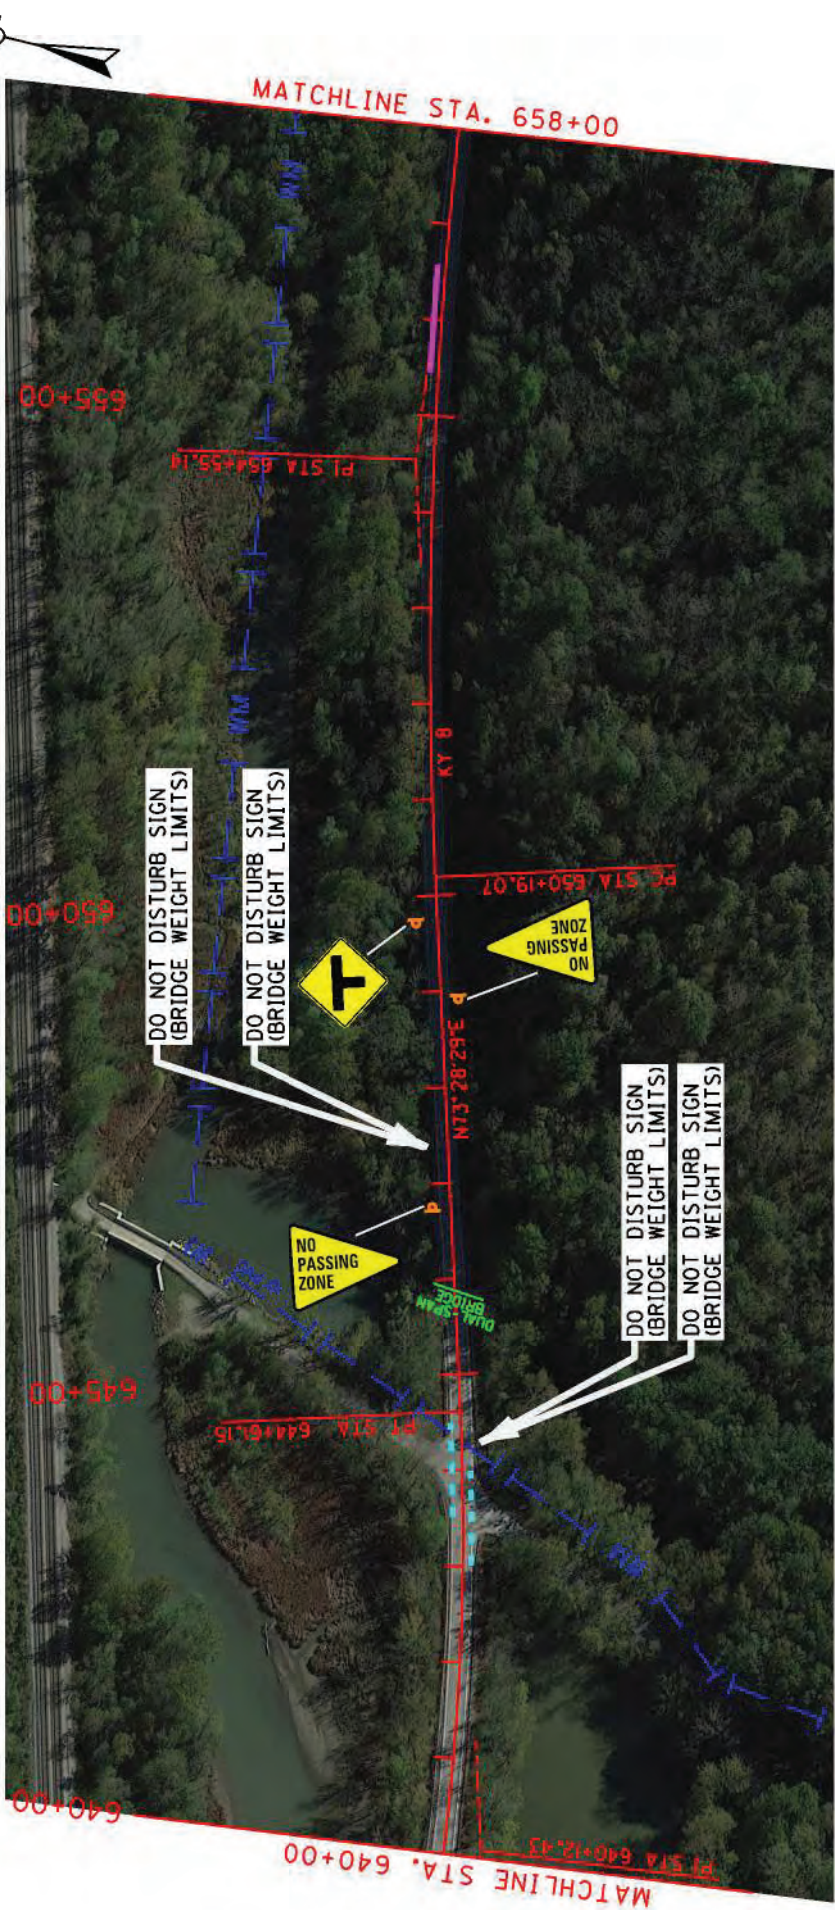 MATCHLINE STA. 658+00
WM
655+00
PI STA 654+55.14
WM
KY 8
DO NOT DISTURB SIGN
(BRIDGE WEIGHT LIMITS)
DO NOT DISTURB SIGN
(BRIDGE WEIGHT LIMITS)
PC STA 650+19.07
650+00
NO
PASSING
ZONE
N73°28'29"E
DO NOT DISTURB SIGN
(BRIDGE WEIGHT LIMITS)
DO NOT DISTURB SIGN
(BRIDGE WEIGHT LIMITS)
NO
PASSING
ZONE
DUAL-SPAN
BRIDGE
645+00
PT STA 644+61.15
WM
640+00
PI STA 640+12.43
MATCHLINE STA. 640+00